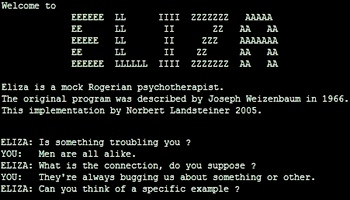 Welcome to
EEEEEE LL IIII ZZZZZZZ AAAAA
EE LL II ZZ AA AA
EEEEE LL II ZZZ AAAAAAA
EE LL II ZZ AA AA
EEEEEE LLLLLL IIII ZZZZZZZ AA AA
Eliza is a mock Rogerian psychotherapist.
The original program was described by Joseph Weizenbaum in 1966.
This implementation by Norbert Landsteiner 2005.
ELIZA: Is something troubling you ?
YOU: Men are all alike.
ELIZA: What is the connection, do you suppose ?
YOU: They're always bugging us about something or other.
ELIZA: Can you think of a specific example ?